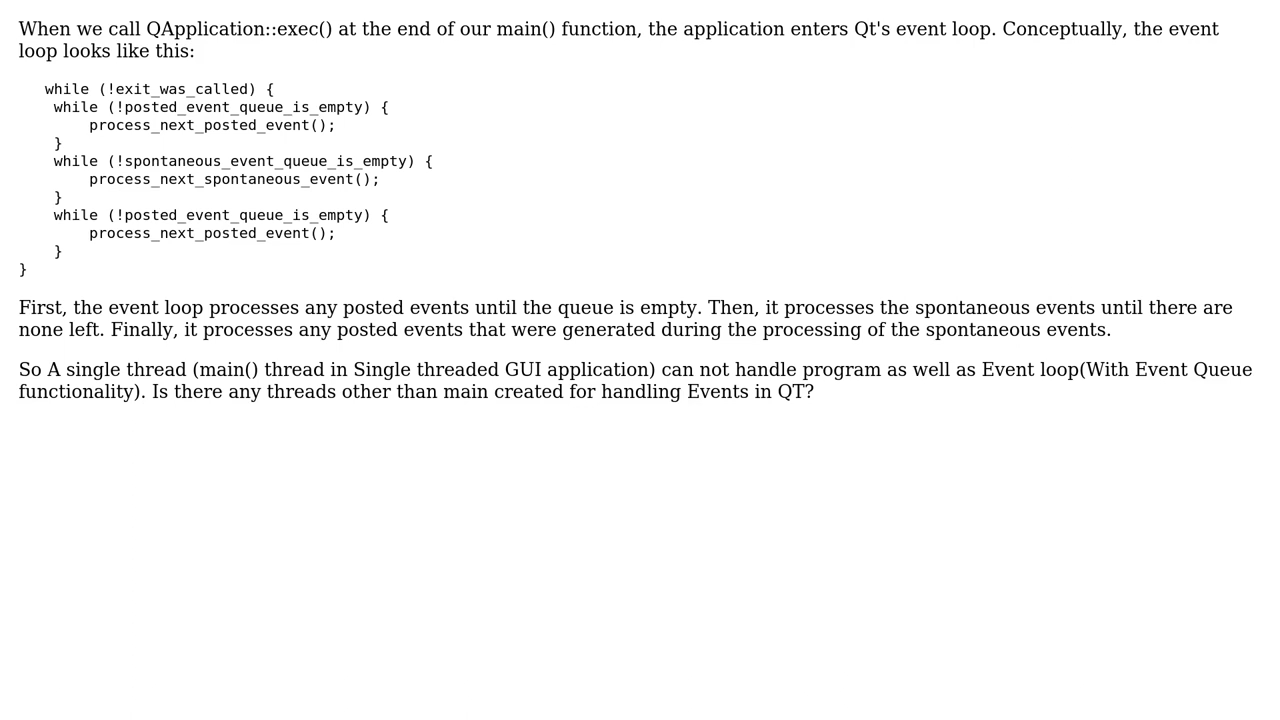 When we call QApplication::exec() at the end of our main() function, the application enters Qt's event loop. Conceptually, the event
loop looks like this:
   while (!exit_was_called) {
    while (!posted_event_queue_is_empty) {
        process_next_posted_event();
    }
    while (!spontaneous_event_queue_is_empty) {
        process_next_spontaneous_event();
    }
    while (!posted_event_queue_is_empty) {
        process_next_posted_event();
    }
}
First, the event loop processes any posted events until the queue is empty. Then, it processes the spontaneous events until there are
none left. Finally, it processes any posted events that were generated during the processing of the spontaneous events.
So A single thread (main() thread in Single threaded GUI application) can not handle program as well as Event loop(With Event Queue
functionality). Is there any threads other than main created for handling Events in QT?